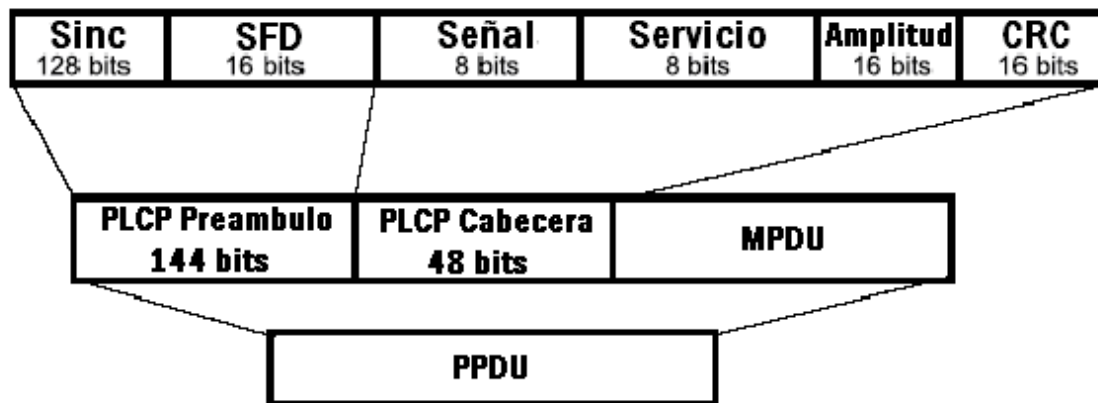 Sinc SFD Señal Servicio Amplitud CRC
128 bits 16 bits 8 bits 8 bits 16 bits 16 bits
PLCP Preambulo PLCP Cabecera MPDU
144 bits 48 bits
PPDU